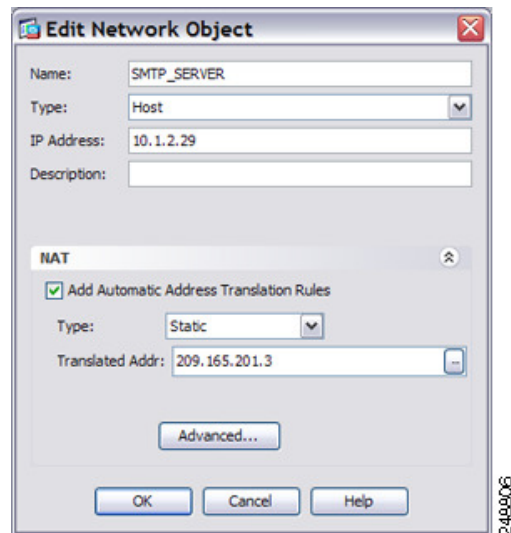 Edit Network Object
Name: SMTP_SERVER
Type: Host
IP Address: 10.1.2.29
Description:
NAT
Add Automatic Address Translation Rules
Type: Static
Translated Addr: 209.165.201.3
...
Advanced...
OK Cancel Help
248806